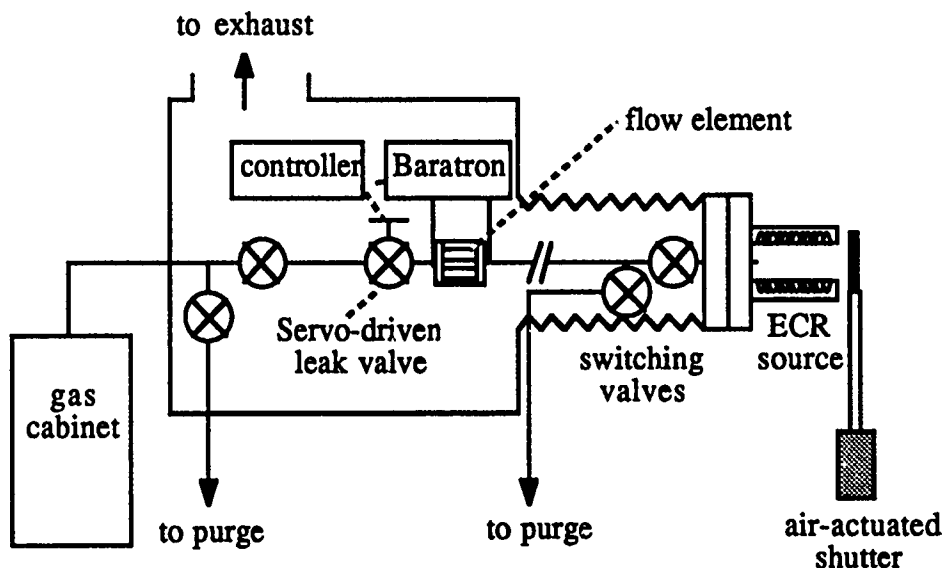 to exhaust
flow element
controller
Baratron
Servo-driven
leak valve
switching
valves
ECR
source
gas
cabinet
to purge
to purge
air-actuated
shutter